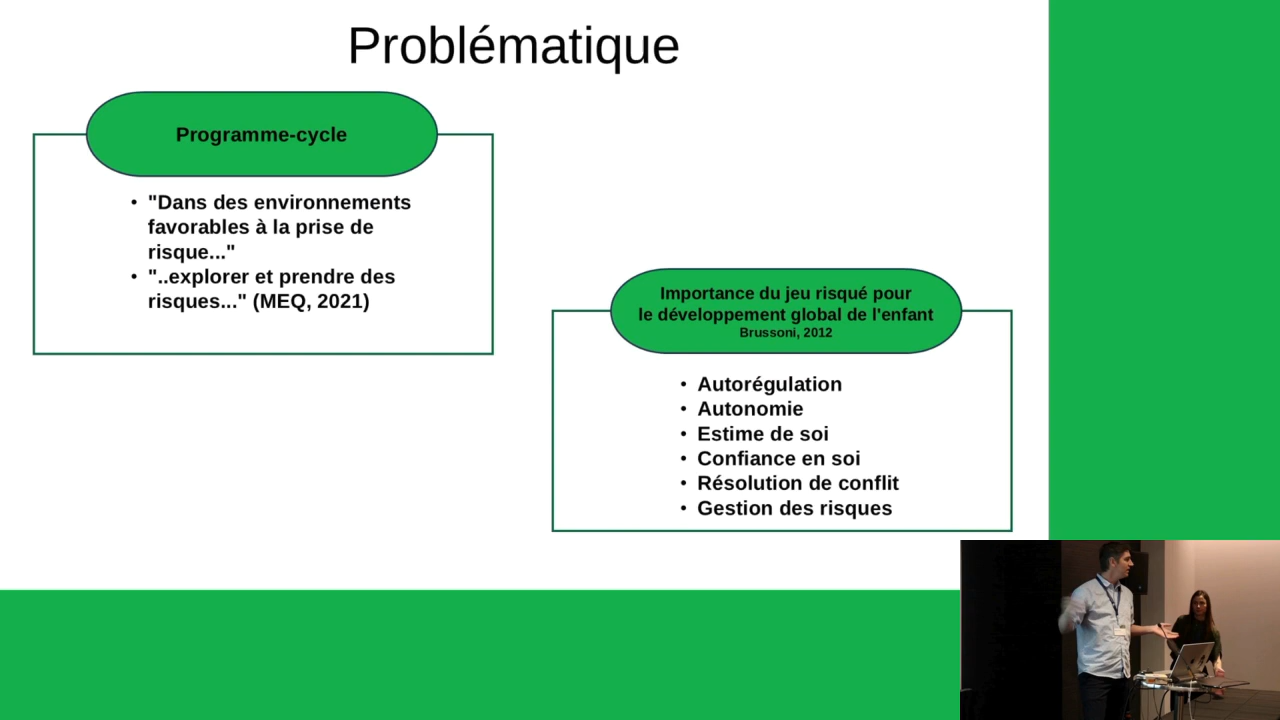 Problématique
Programme-cycle
• "Dans des environnements
favorables à la prise de
risque..."
• "..explorer et prendre des
risques..." (MEQ, 2021)
Importance du jeu risqué pour
le développement global de l'enfant
Brussoni, 2012
• Autorégulation
• Autonomie
• Estime de soi
• Confiance en soi
• Résolution de conflit
• Gestion des risques